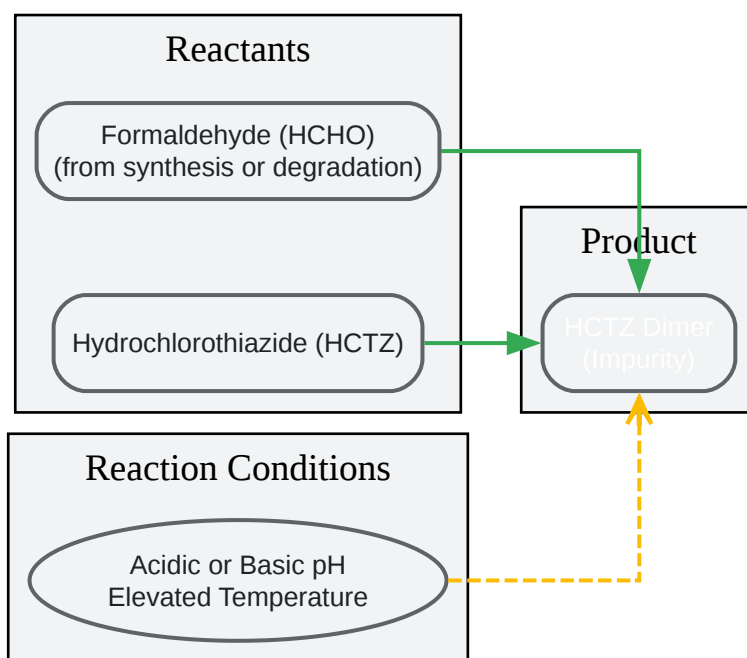 Reactants
Formaldehyde (HCHO)
(from synthesis or degradation)
Hydrochlorothiazide (HCTZ)
Product
HCTZ Dimer
(Impurity)
Reaction Conditions
Acidic or Basic pH
Elevated Temperature